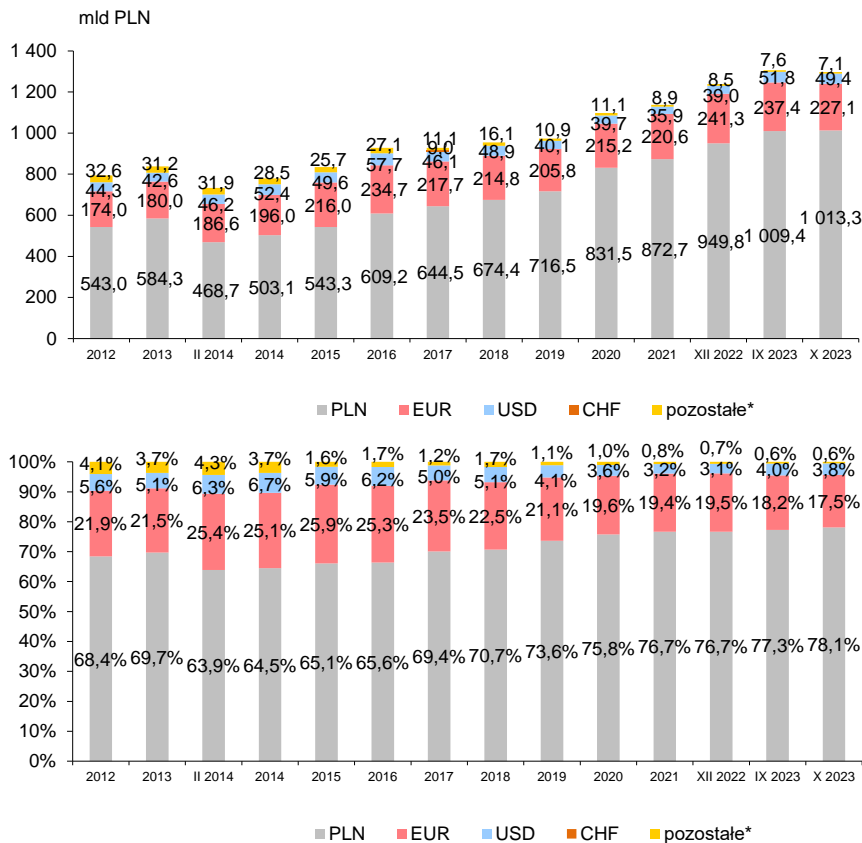 mld PLN
1 400
1 200
1 000
800
600
400
200
0
32,6 31,2 31,9 28,5 25,7 27,1 11,1 16,1 10,9 11,1 8,9 8,5 7,6 7,1
9,0
44,3 42,6 46,2 52,4 49,6 57,7 46,1 48,9 40,1 39,7 35,9 39,0 51,8 49,4
174,0 180,0 186,6 196,0 216,0 234,7 217,7 214,8 205,8 215,2 220,6 241,3 237,4 227,1
543,0 584,3 468,7 503,1 543,3 609,2 644,5 674,4 716,5 831,5 872,7 949,8 1 009,4 1 013,3
2012 2013 II 2014 2014 2015 2016 2017 2018 2019 2020 2021 XII 2022 IX 2023 X 2023
PLN EUR USD CHF pozostałe*
100%
90%
80%
70%
60%
50%
40%
30%
20%
10%
0%
4,1% 3,7% 4,3% 3,7% 1,6% 1,7% 1,2% 1,7% 1,1% 1,0% 0,8% 0,7% 0,6% 0,6%
5,6% 5,1% 6,3% 6,7% 5,9% 6,2% 5,0% 5,1% 4,1% 3,6% 3,2% 3,1% 4,0% 3,8%
21,9% 21,5% 25,4% 25,1% 25,9% 25,3% 23,5% 22,5% 21,1% 19,6% 19,4% 19,5% 18,2% 17,5%
68,4% 69,7% 63,9% 64,5% 65,1% 65,6% 69,4% 70,7% 73,6% 75,8% 76,7% 76,7% 77,3% 78,1%
2012 2013 II 2014 2014 2015 2016 2017 2018 2019 2020 2021 XII 2022 IX 2023 X 2023
PLN EUR USD CHF pozostałe*